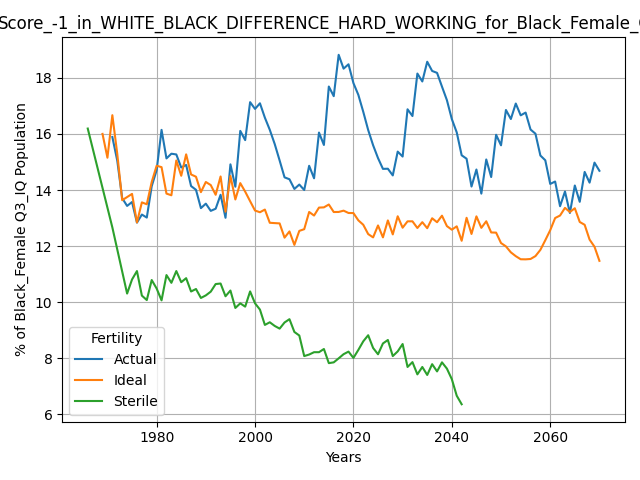 Score_-1_in_WHITE_BLACK_DIFFERENCE_HARD_WORKING_for_Black_Female_
% of Black_Female Q3_IQ Population
18
16
14
12
10
8
6
Fertility
Actual
Ideal
Sterile
1980
2000
2020
2040
2060
Years